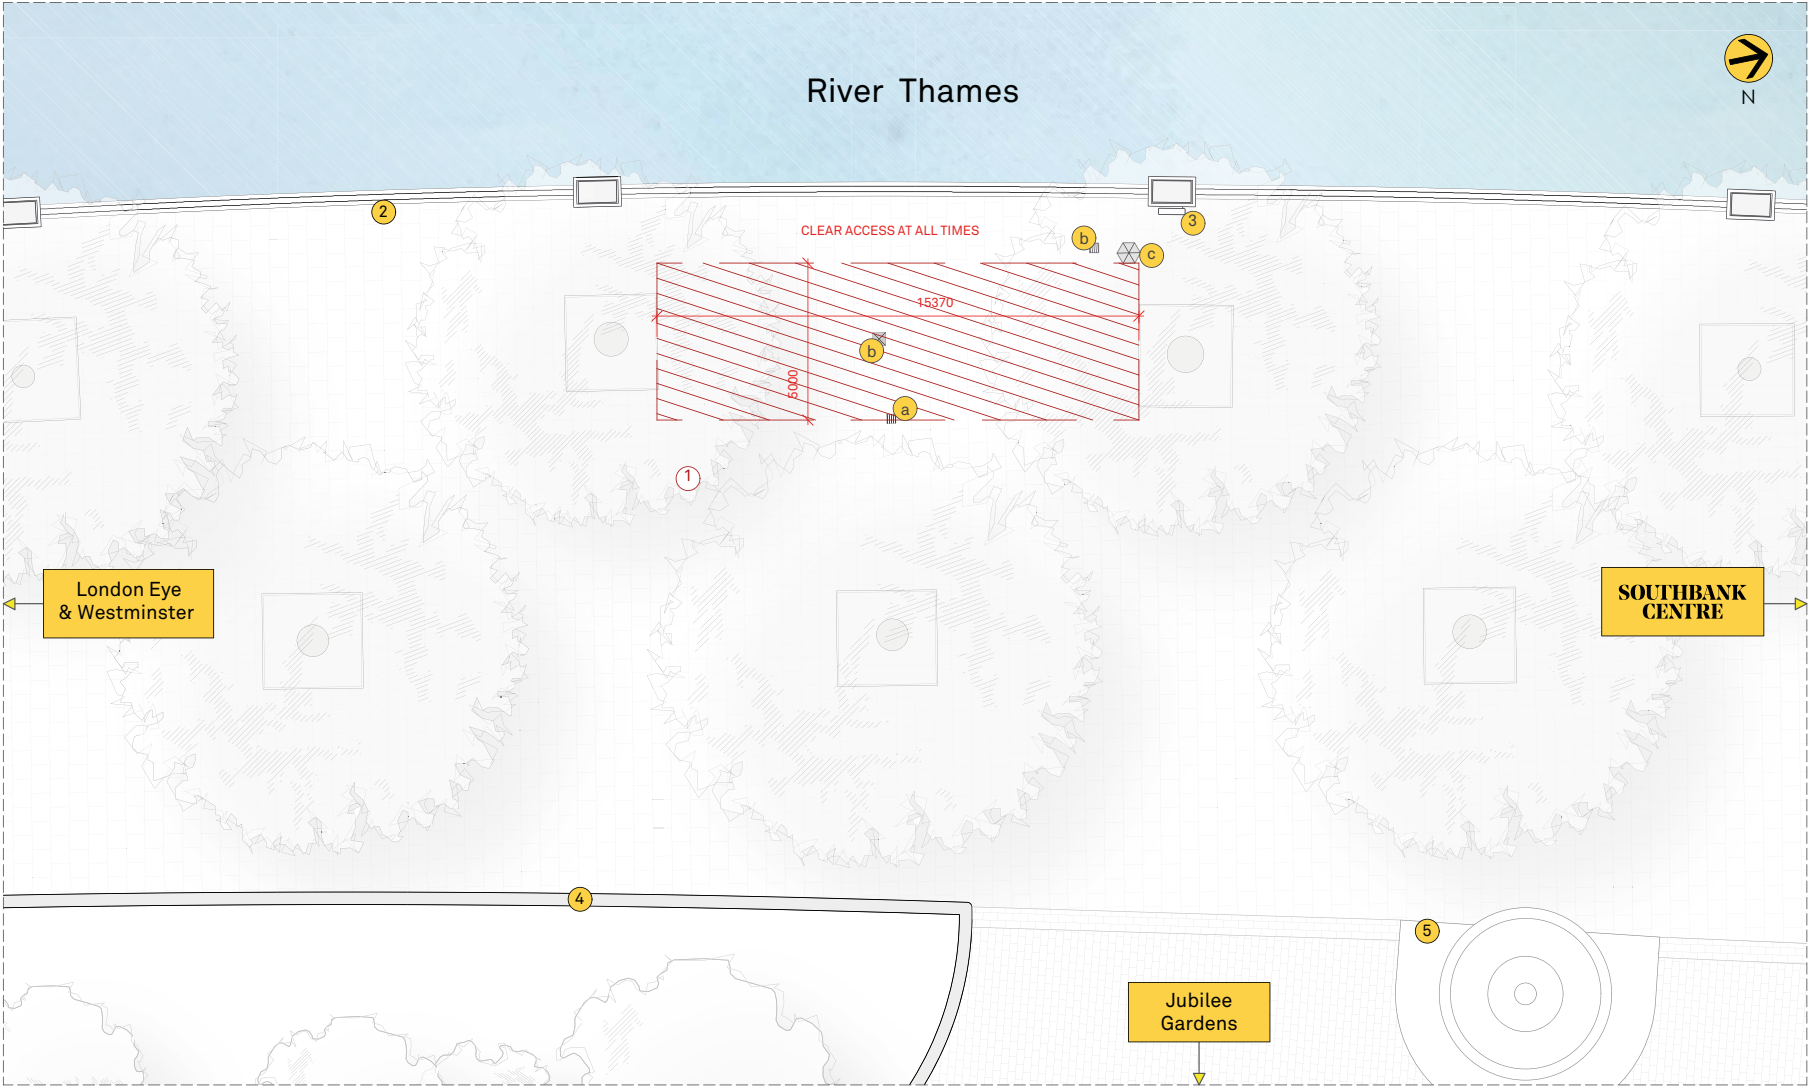 River Thames
N
2
3
CLEAR ACCESS AT ALL TIMES
b
c
15370
b
5000
a
1
London Eye
& Westminster
SOUTHBANK
CENTRE
4
5
Jubilee
Gardens